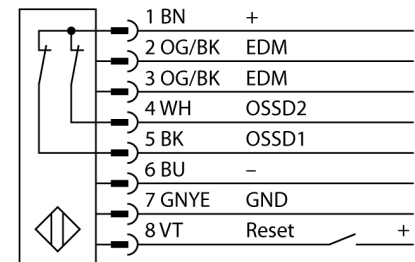 1 BN +
2 OG/BK EDM
3 OG/BK EDM
4 WH OSSD2
5 BK OSSD1
6 BU –
7 GNYE GND
8 VT Reset +